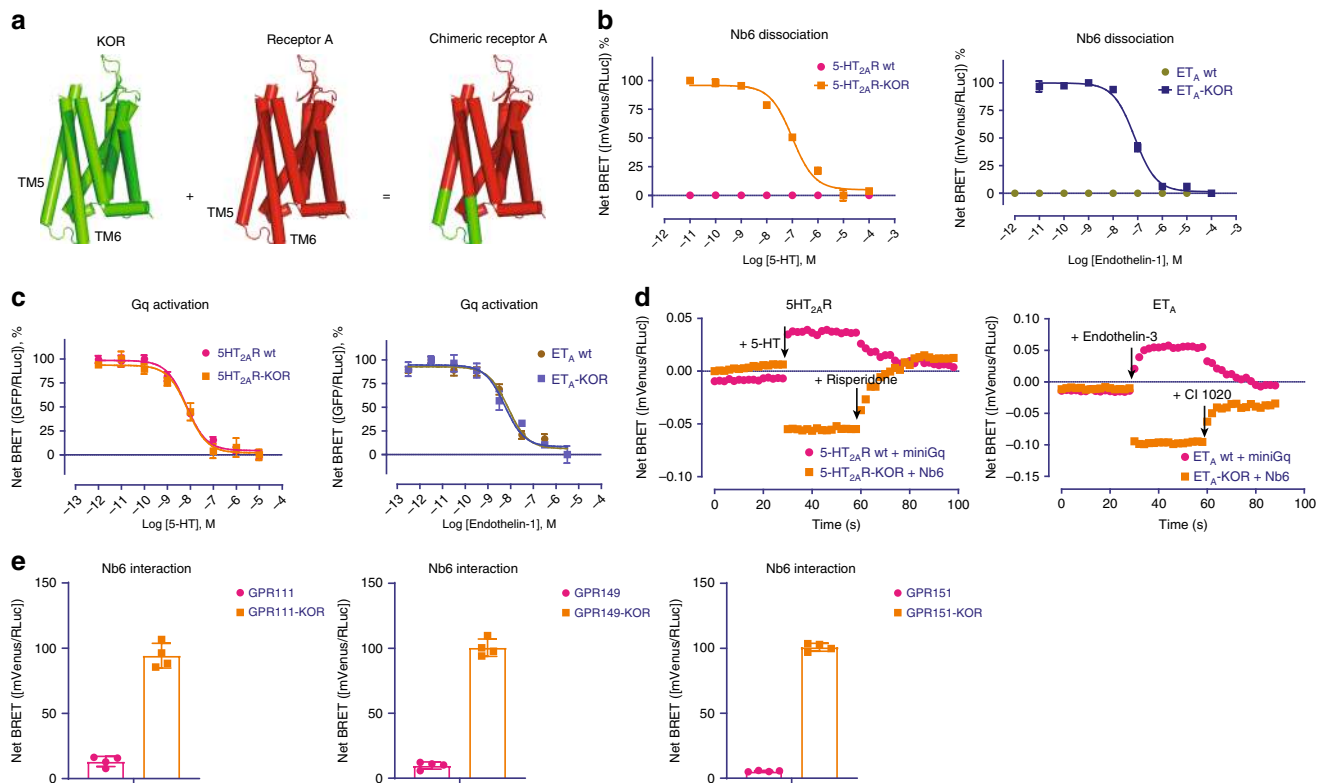 a
KOR
Receptor A
Chimeric receptor A
TM5
TM6
+
TM5
TM6
=
b
Nb6 dissociation
Net BRET ([mVenus/RLuc]) %
100
75
50
25
0
5-HT2AR wt
5-HT2AR-KOR
−12 −11 −10 −9 −8 −7 −6 −5 −4 −3
Log [5-HT], M
Nb6 dissociation
Net BRET ([mVenus/RLuc]) %
100
75
50
25
0
ETA wt
ETA-KOR
−12 −11 −10 −9 −8 −7 −6 −5 −4 −3
Log [Endothelin-1], M
c
Gq activation
Net BRET ([GFP/RLuc]), %
100
75
50
25
0
5HT2AR wt
5HT2AR-KOR
−13 −12 −11 −10 −9 −8 −7 −6 −5 −4
Log [5-HT], M
Gq activation
Net BRET ([GFP/RLuc]), %
100
75
50
25
0
ETA wt
ETA-KOR
−13 −12 −11 −10 −9 −8 −7 −6 −5 −4
Log [Endothelin-1], M
d
5HT2AR
Net BRET ([mVenus/RLuc])
0.05
0.00
−0.05
−0.10
+ 5-HT
+ Risperidone
5-HT2AR wt + miniGq
5-HT2AR-KOR + Nb6
0 20 40 60 80 100
Time (s)
ETA
Net BRET ([mVenus/RLuc])
0.10
0.05
0.00
−0.05
−0.10
−0.15
+ Endothelin-3
+ CI 1020
ETA wt + miniGq
ETA-KOR + Nb6
0 20 40 60 80 100
Time (s)
e
Nb6 interaction
Net BRET ([mVenus/RLuc])
150
100
50
0
GPR111
GPR111-KOR
Nb6
Nb6 interaction
Net BRET ([mVenus/RLuc])
150
100
50
0
GPR149
GPR149-KOR
Nb6
Nb6 interaction
Net BRET ([mVenus/RLuc])
150
100
50
0
GPR151
GPR151-KOR
Nb6